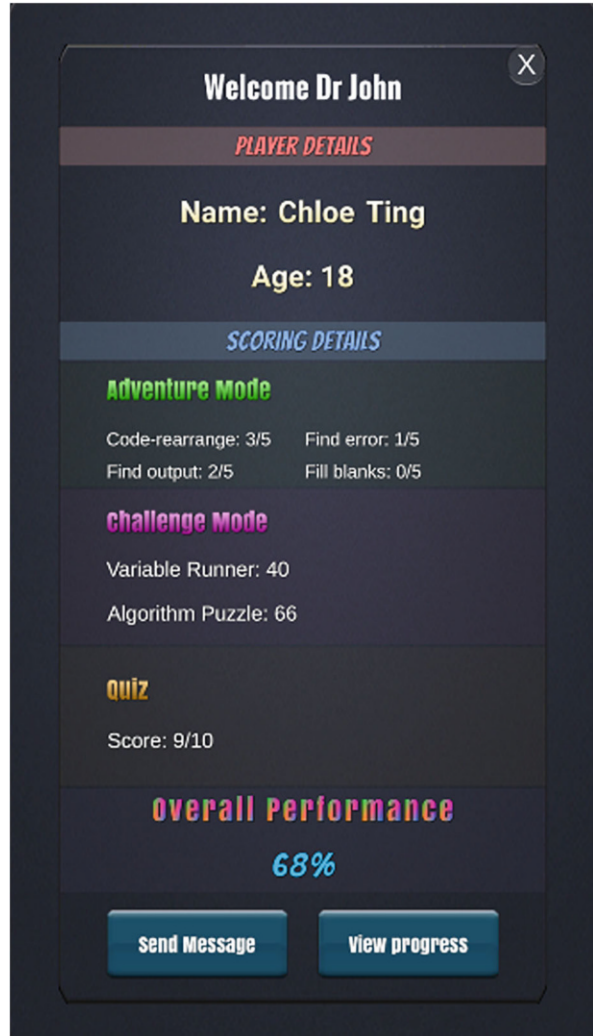 X
Welcome Dr John
PLAYER DETAILS
Name: Chloe Ting
Age: 18
SCORING DETAILS
Adventure Mode
Code-rearrange: 3/5 Find error: 1/5
Find output: 2/5 Fill blanks: 0/5
Challenge Mode
Variable Runner: 40
Algorithm Puzzle: 66
Quiz
Score: 9/10
Overall Performance
68%
Send Message View progress